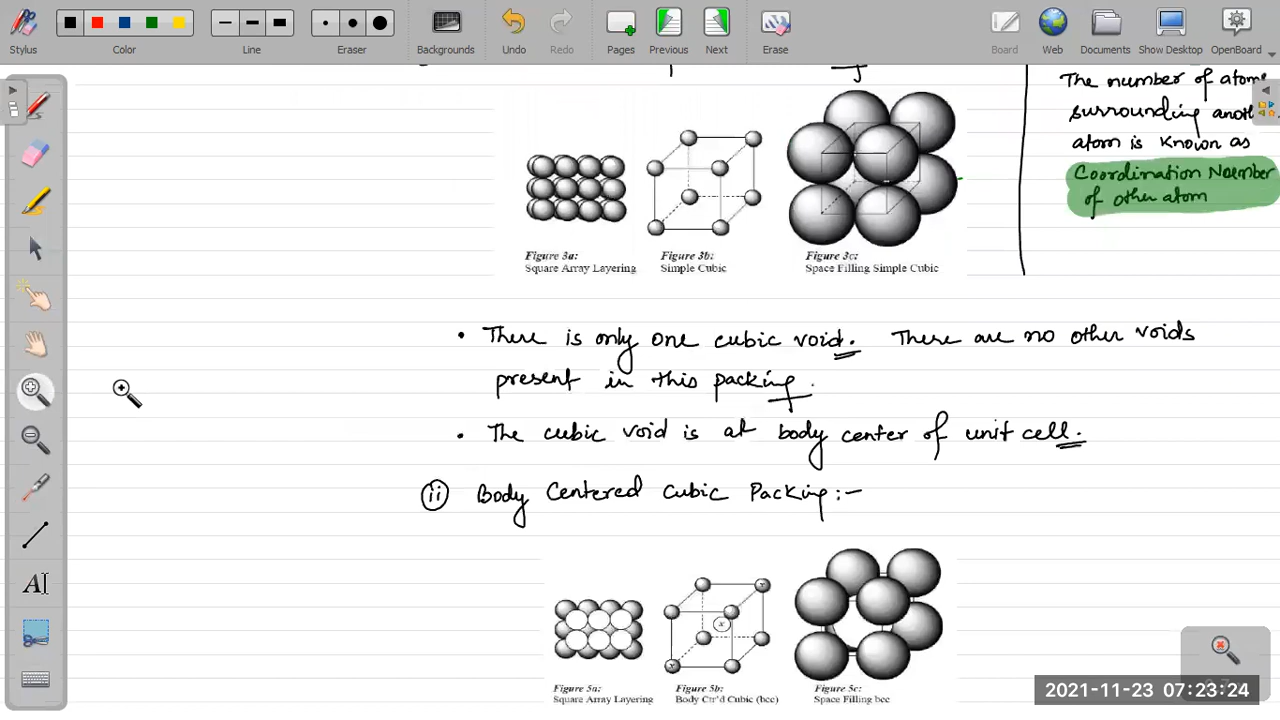 Stylus
Color
Line
Eraser
Backgrounds
Undo
Redo
Pages
Previous
Next
Erase
Board
Web
Documents
Show Desktop
OpenBoard
The number of atoms
surrounding anoth
atom is known as
Coordination Number
of other atom
Figure 3a:
Square Array Layering
Figure 3b:
Simple Cubic
Figure 3c:
Space Filling Simple Cubic
• There is only one cubic void. There are no other voids
present in this packing.
• The cubic void is at body center of unit cell.
(ii) Body Centered Cubic Packing:-
x
Figure 5a:
Square Array Layering
Figure 5b:
Body Ctr'd Cubic (bcc)
Figure 5c:
Space Filling bcc
2021-11-23 07:23:24